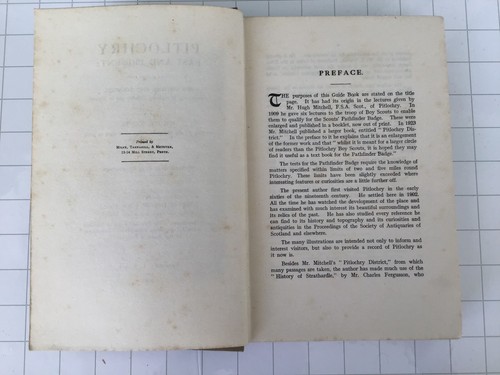 Printed by
Milne, Tannahill, & Methven,
12-14 Mill Street, Perth.
PREFACE.
THE purposes of this Guide Book are stated on the title
page. It has had its origin in the lectures given by
Mr. Hugh Mitchell, F.S.A. Scot., of Pitlochry. In
1909 he gave six lectures to the troop of Boy Scouts to enable
them to qualify for the Scouts' Pathfinder Badge. These were
enlarged and published in a booklet, now out of print. In 1923
Mr. Mitchell published a larger book, entitled "Pitlochry Dis-
trict." In the preface to it he explains that it is an enlargement
of the former work and that "whilst it is meant for a larger circle
of readers than the Pitlochry Boy Scouts, it is hoped they may
find it useful as a text book for the Pathfinder Badge."
The tests for the Pathfinder Badge require the knowledge of
matters specified within limits of two and five miles round
Pitlochry. These limits have been slightly exceeded where
interesting features or curiosities are a little further off.
The present author first visited Pitlochry in the early
sixties of the nineteenth century. He settled here in 1902.
All the time he has watched the development of the place and
has examined with much interest its beautiful surroundings and
its relics of the past. He has also studied every reference he
can find to its history and topography and its curiosities and
antiquities in the Proceedings of the Society of Antiquaries of
Scotland and elsewhere.
The many illustrations are intended not only to inform and
interest visitors, but also to provide a record of Pitlochry as
it now is.
Besides Mr. Mitchell's "Pitlochry District," from which
many passages are taken, the author has made much use of the
"History of Strathardle," by Mr. Charles Ferguson, who